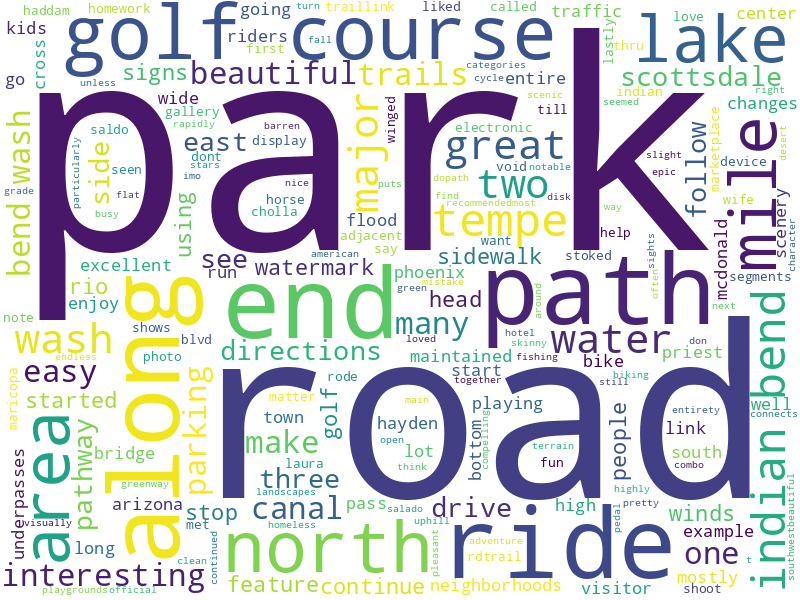 haddam homework traillink going liked called traffic center
kids golf course riders turn first fall categories cycle love thru lastly
go cross signs beautiful trails unless entire scottsdale indian lake right
wide gallery till scenic seemed changes
bend wash side saldo rapidly barren east display park winged electronic great void notable follow marketplace device desert
particularly seen dont stars imo horse major flood two dopath disk slight epic wife mile scenery
grade flat busy using nice cholla puts find recommendedmost way help character
adjacent say tempe sidewalk want stoked sights mcdonald
excellent see run watermark american phoenix path often segments
note rio enjoy along green mistake head hotel skinny around next don
wash shows photo blvd end many loved fishing water indian bend
endless directions maintained together still bike biking priest well
easy rode start
maricopa started parking matter golf main playing people link entirety connects
area pathway town make open hayden lot bottom compelling terrain south combo
bridge laura three think fun road
underpasses arizona landscapes canal pass salado uphill drive high highly pretty winds
visually met stop homeless pedal example southwestbeautiful
long greenway continued north pleasant adventure ride one t
interesting clean feature continue rdtrail neighborhoods visitor mostly shoot
playgrounds official